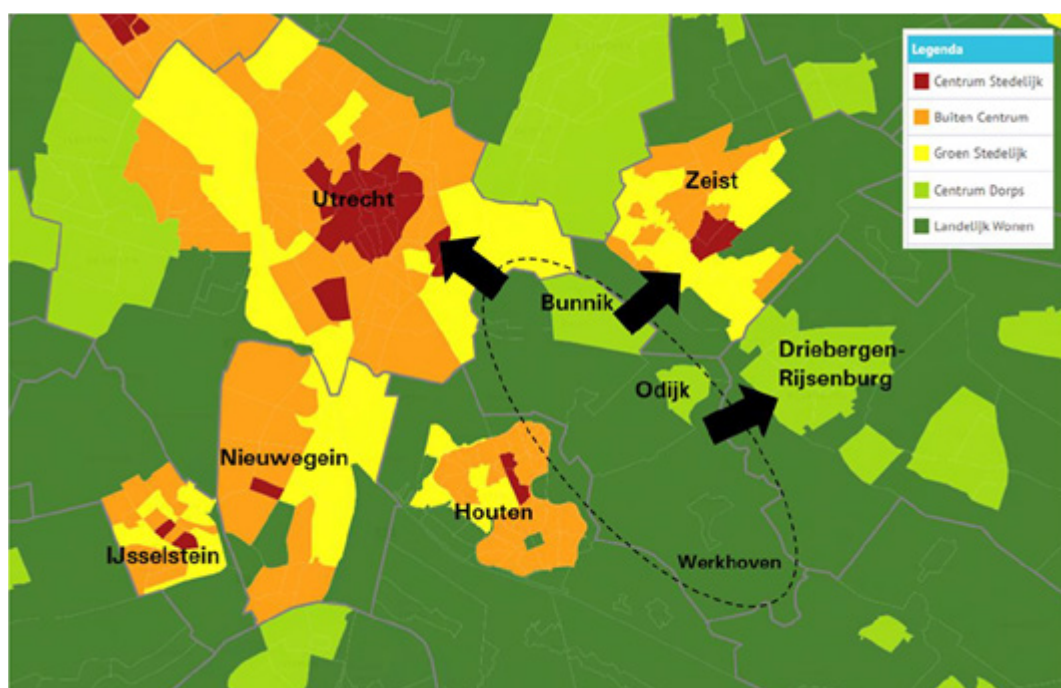 Legenda
Centrum Stedelijk
Buiten Centrum
Groen Stedelijk
Centrum Dorps
Landelijk Wonen
Zeist
Utrecht
Bunnik
Driebergen-
Rijsenburg
Odijk
Nieuwegein
Houten
IJsselstein
Werkhoven